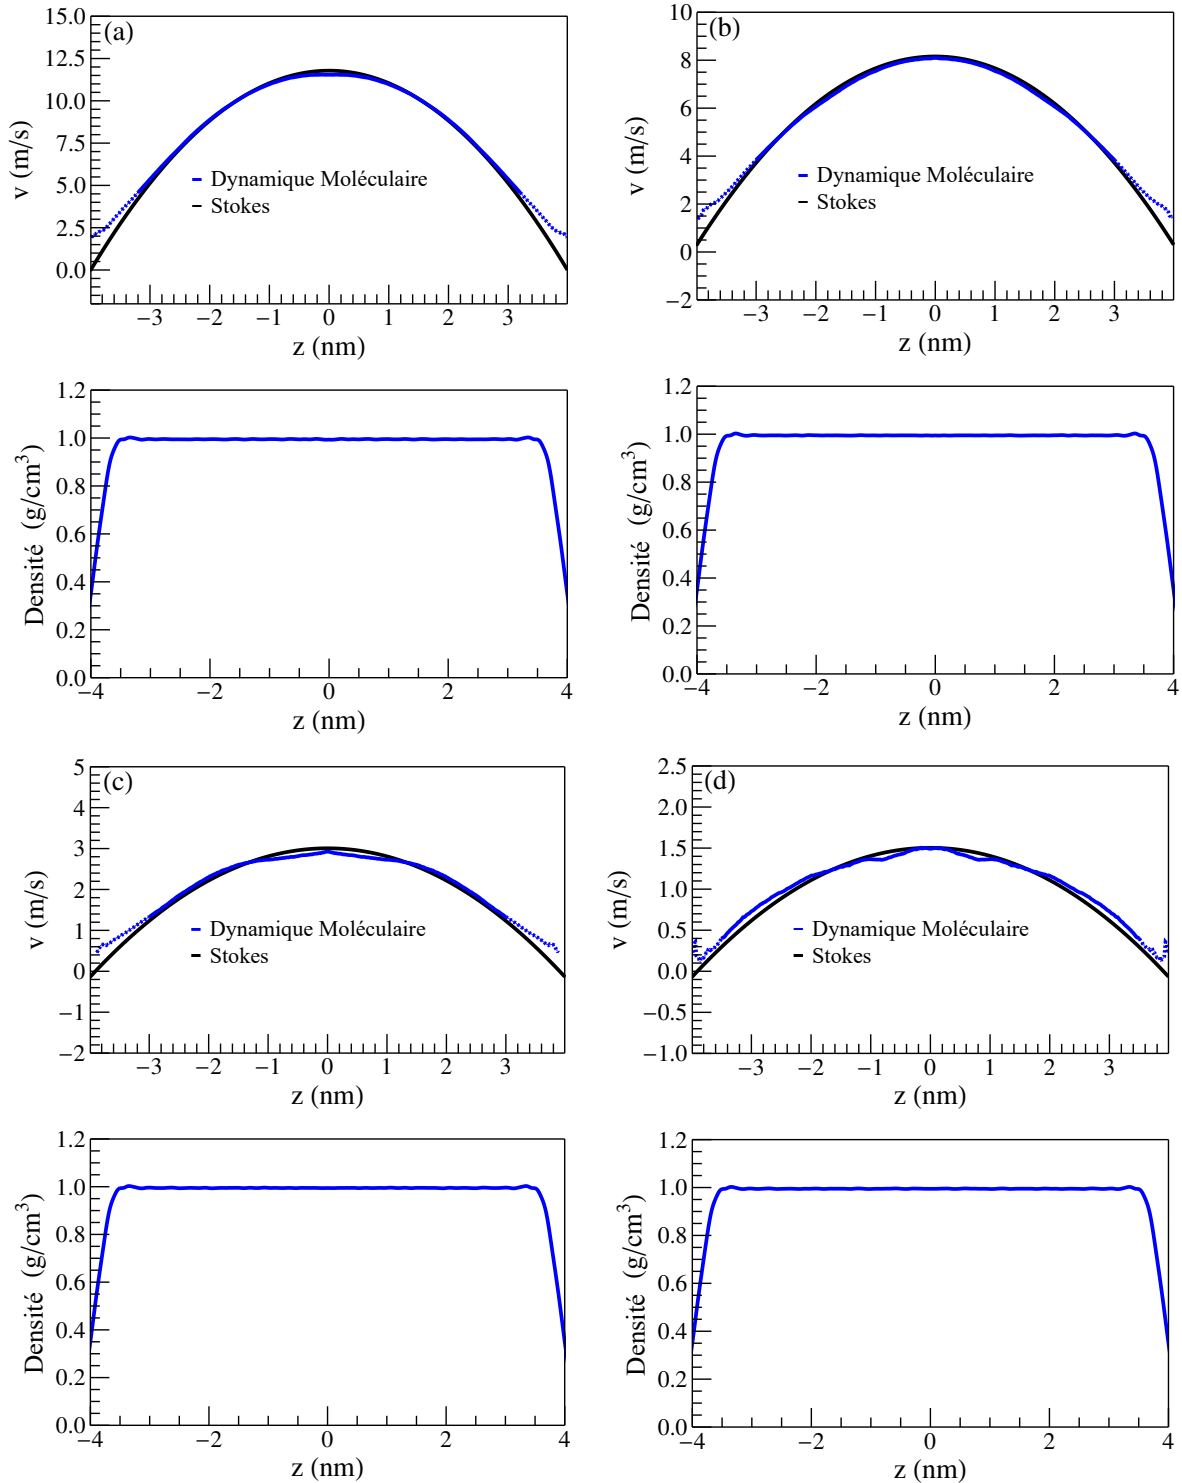 (a)
15.0
12.5
10.0
7.5
5.0
2.5
0.0
v (m/s)
Dynamique Moléculaire
Stokes
−3 −2 −1 0 1 2 3
z (nm)
(b)
10
8
6
4
2
0
−2
v (m/s)
Dynamique Moléculaire
Stokes
−3 −2 −1 0 1 2 3
z (nm)
1.2
1.0
0.8
0.6
0.4
0.2
0.0
Densité (g/cm³)
−4 −2 0 2 4
z (nm)
1.2
1.0
0.8
0.6
0.4
0.2
0.0
Densité (g/cm³)
−4 −2 0 2 4
z (nm)
(c)
5
4
3
2
1
0
−1
−2
v (m/s)
Dynamique Moléculaire
Stokes
−3 −2 −1 0 1 2 3
z (nm)
(d)
2.5
2.0
1.5
1.0
0.5
0.0
−0.5
−1.0
v (m/s)
Dynamique Moléculaire
Stokes
−3 −2 −1 0 1 2 3
z (nm)
1.2
1.0
0.8
0.6
0.4
0.2
0.0
Densité (g/cm³)
−4 −2 0 2 4
z (nm)
1.2
1.0
0.8
0.6
0.4
0.2
0.0
Densité (g/cm³)
−4 −2 0 2 4
z (nm)